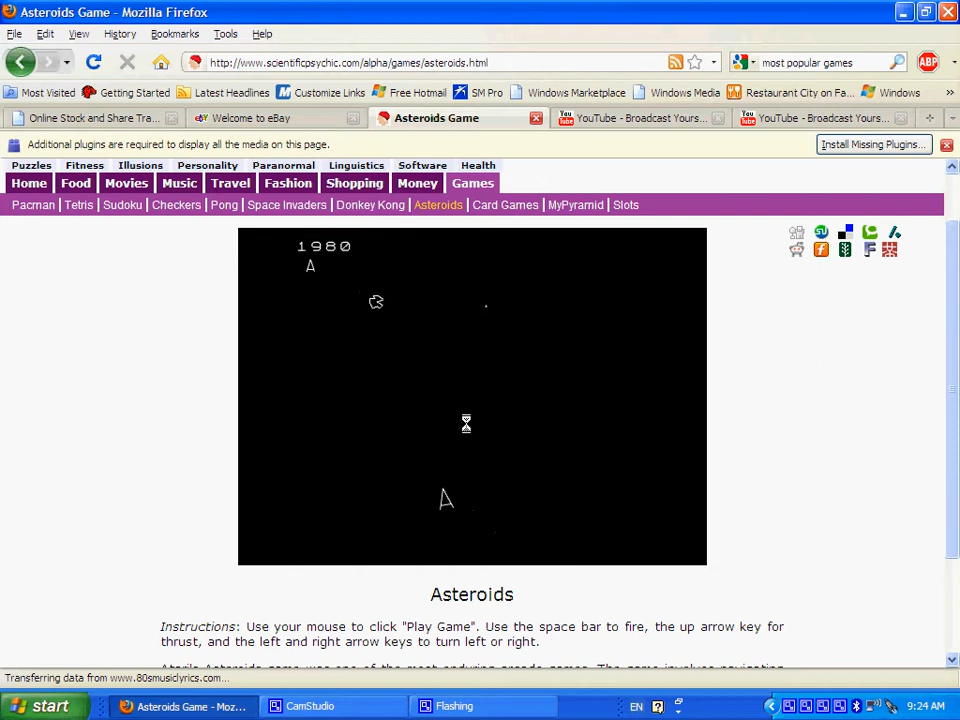 Asteroids Game - Mozilla Firefox
File Edit View History Bookmarks Tools Help
http://www.scientificpsychic.com/alpha/games/asteroids.html most popular games ABP
Most Visited Getting Started Latest Headlines Customize Links Free Hotmail SM Pro Windows Marketplace Windows Media Restaurant City on Fa... Windows »
Online Stock and Share Tra... Welcome to eBay Asteroids Game YouTube - Broadcast Yours... YouTube - Broadcast Yours...
Additional plugins are required to display all the media on this page. Install Missing Plugins...
Puzzles Fitness Illusions Personality Paranormal Linguistics Software Health
Home Food Movies Music Travel Fashion Shopping Money Games
Pacman | Tetris | Sudoku | Checkers | Pong | Space Invaders | Donkey Kong | Asteroids | Card Games | MyPyramid | Slots
1980
Asteroids
Instructions: Use your mouse to click "Play Game". Use the space bar to fire, the up arrow key for
thrust, and the left and right arrow keys to turn left or right.
Transferring data from www.80smusiclyrics.com...
start Asteroids Game - Moz... CamStudio Flashing EN 9:24 AM